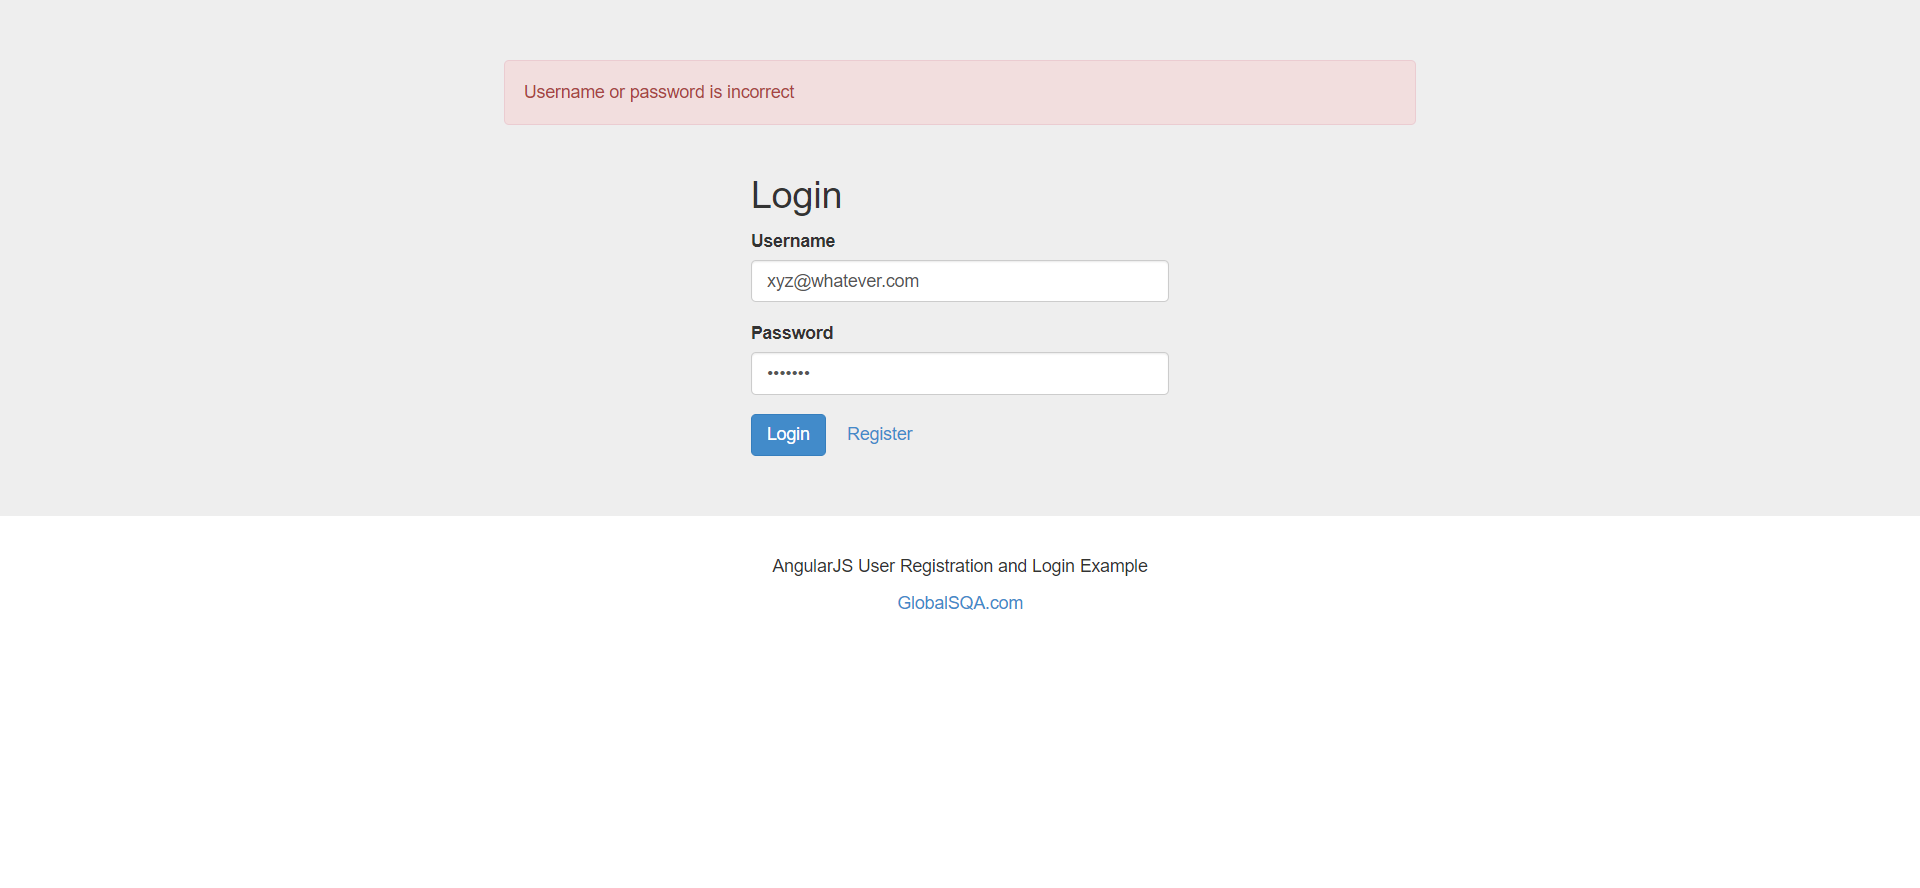 Username or password is incorrect
Login
Username
xyz@whatever.com
Password
•••••••
Login Register
AngularJS User Registration and Login Example
GlobalSQA.com